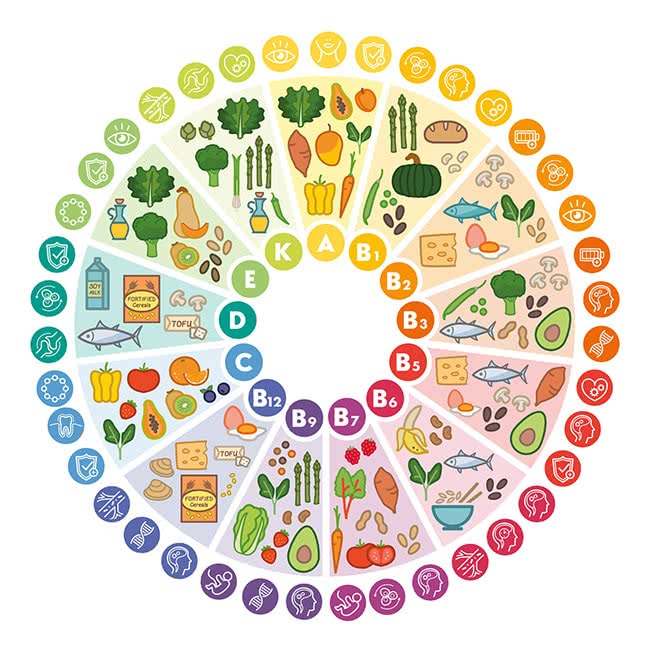 A
B1
B2
B3
B5
B6
B7
B9
B12
C
D
E
K
SOY
MILK
FORTIFIED
Cereals
TOFU
TOFU
FORTIFIED
Cereals